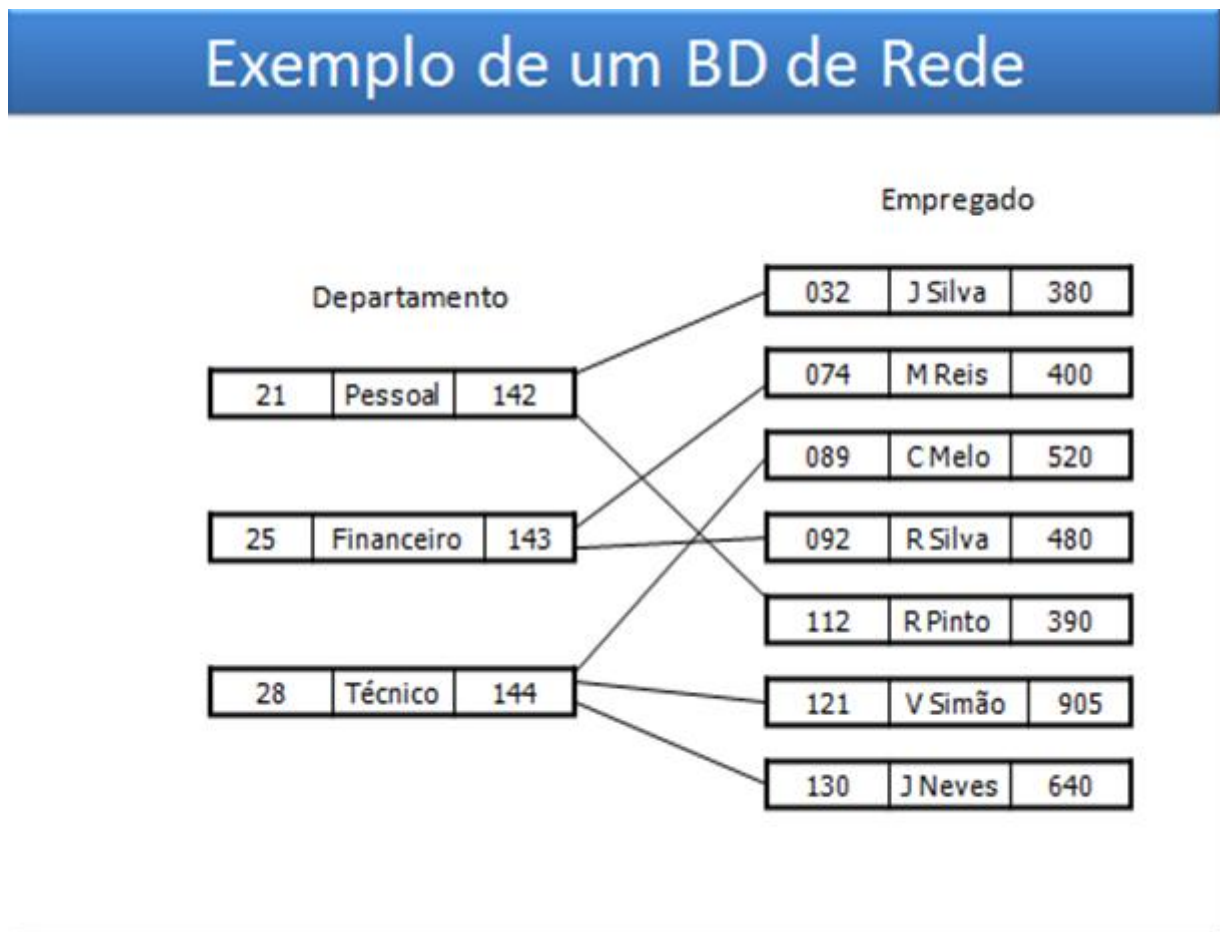 Exemplo de um BD de Rede
Empregado
Departamento
032 J Silva 380
074 M Reis 400
21 Pessoal 142
089 C Melo 520
25 Financeiro 143
092 R Silva 480
112 R Pinto 390
28 Técnico 144
121 V Simão 905
130 J Neves 640